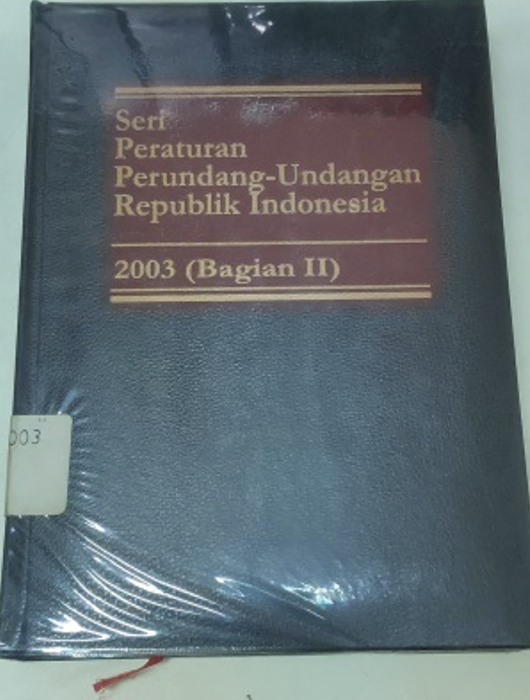 Seri
Peraturan
Perundang-Undangan
Republik Indonesia
2003 (Bagian II)
003